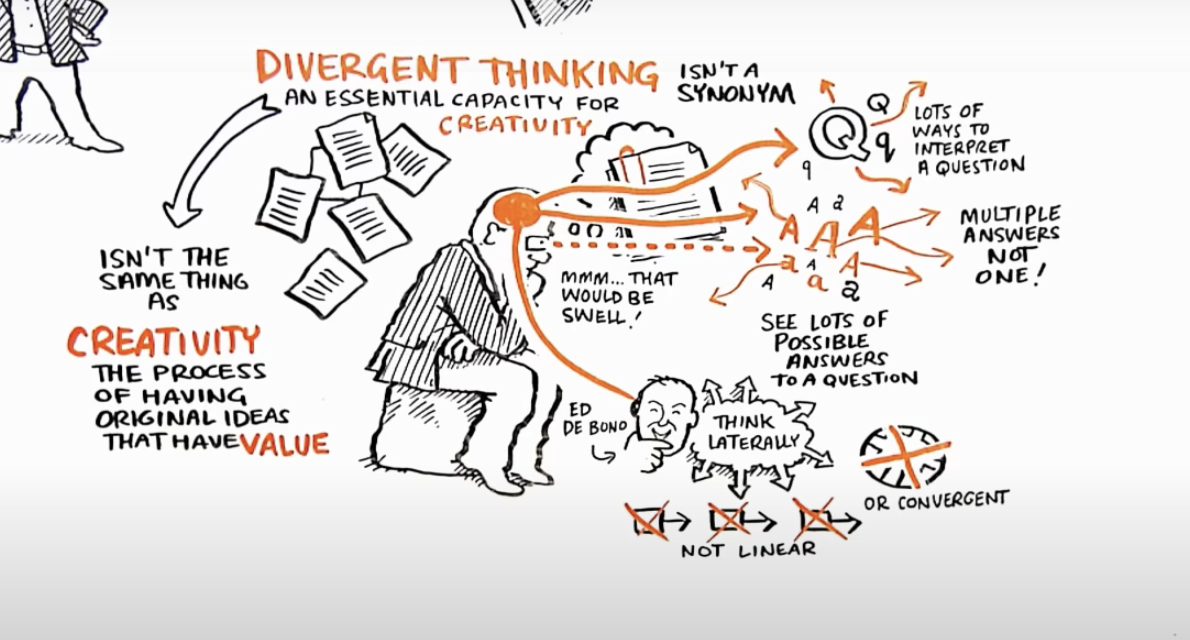 DIVERGENT THINKING
AN ESSENTIAL CAPACITY FOR
CREATIVITY
ISN'T A
SYNONYM
ISN'T THE
SAME THING
AS
CREATIVITY
THE PROCESS
OF HAVING
ORIGINAL IDEAS
THAT HAVE VALUE
Q
Q
q
q
LOTS OF
WAYS TO
INTERPRET
A QUESTION
A a
A A A
a A A
A a a
MULTIPLE
ANSWERS
NOT
ONE!
MMM... THAT
WOULD BE
SWELL!
SEE LOTS OF
POSSIBLE
ANSWERS
TO A QUESTION
ED
DE BONO
THINK
LATERALLY
OR CONVERGENT
NOT LINEAR